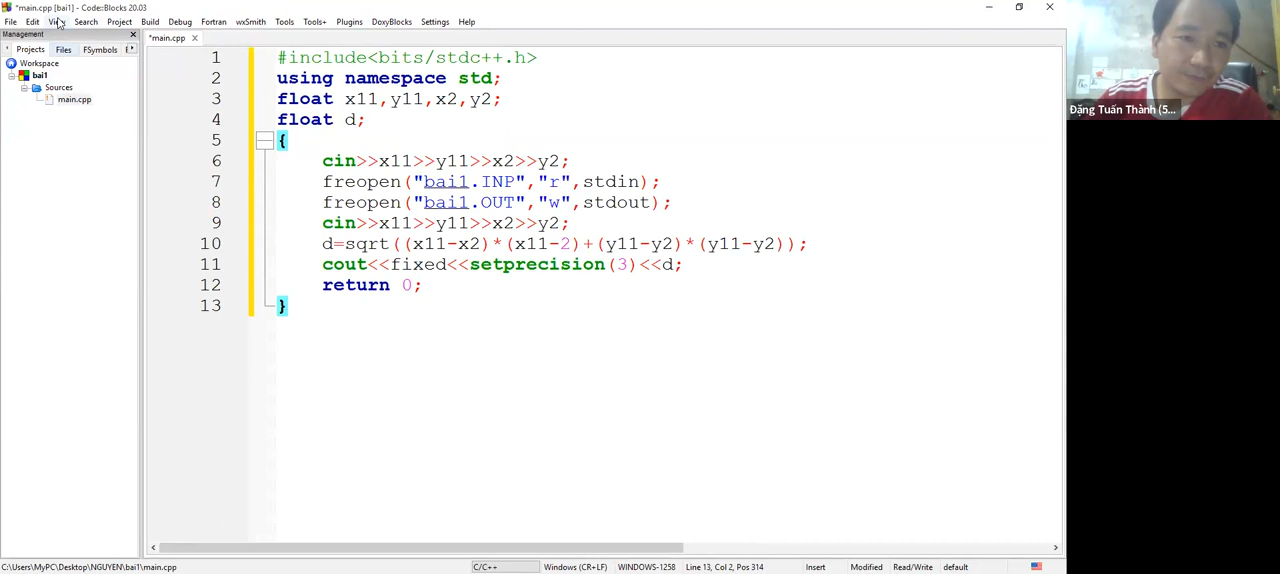 *main.cpp [bai1] - Code::Blocks 20.03
File Edit View Search Project Build Debug Fortran wxSmith Tools Tools+ Plugins DoxyBlocks Settings Help
Management
Projects Files FSymbols
Workspace
bai1
Sources
main.cpp
*main.cpp
1 #include<bits/stdc++.h>
2 using namespace std;
3 float x11,y11,x2,y2;
4 float d;
5 {
6 cin>>x11>>y11>>x2>>y2;
7 freopen("bai1.INP","r",stdin);
8 freopen("bai1.OUT","w",stdout);
9 cin>>x11>>y11>>x2>>y2;
10 d=sqrt((x11-x2)*(x11-2)+(y11-y2)*(y11-y2));
11 cout<<fixed<<setprecision(3)<<d;
12 return 0;
13 }
Đặng Tuấn Thành (5...
C:\Users\MyPC\Desktop\NGUYEN\bai1\main.cpp C/C++ Windows (CR+LF) WINDOWS-1258 Line 13, Col 2, Pos 314 Insert Modified Read/Write default